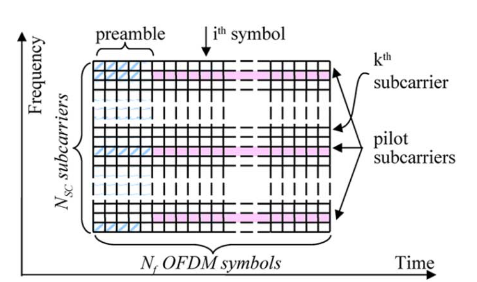 preamble
i^th symbol
Frequency
N_SC subcarriers
k^th
subcarrier
pilot
subcarriers
N_f OFDM symbols
Time